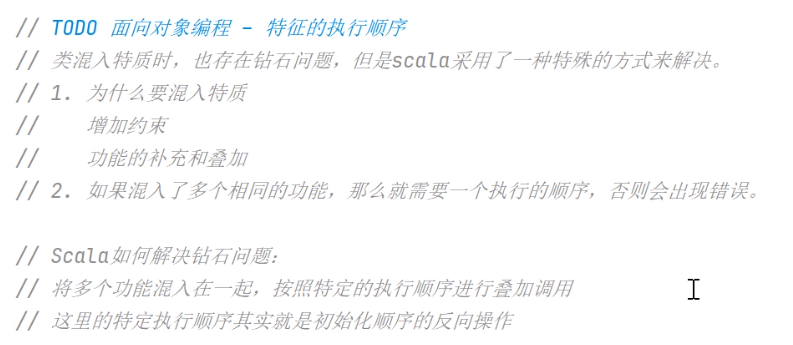 // TODO 面向对象编程 - 特征的执行顺序
// 类混入特质时，也存在钻石问题，但是scala采用了一种特殊的方式来解决。
// 1. 为什么要混入特质
//    增加约束
//    功能的补充和叠加
// 2. 如果混入了多个相同的功能，那么就需要一个执行的顺序，否则会出现错误。
// Scala如何解决钻石问题：
// 将多个功能混入在一起，按照特定的执行顺序进行叠加调用
// 这里的特定执行顺序其实就是初始化顺序的反向操作